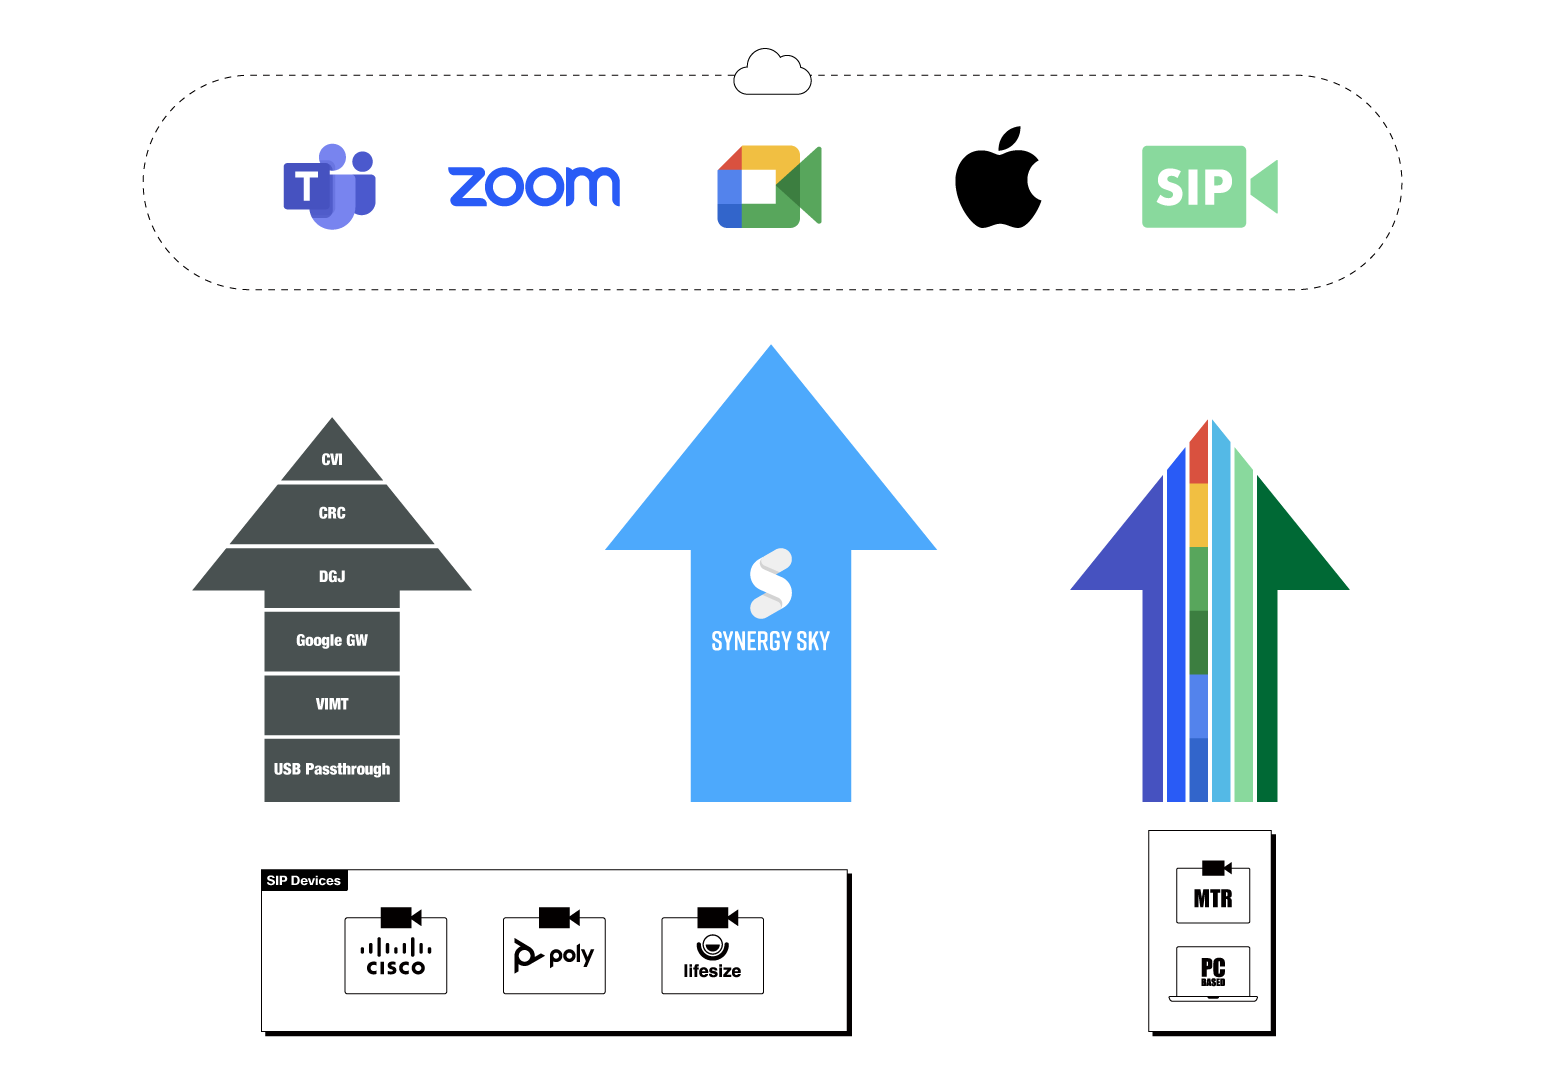 T
zoom
SIP
CVI
CRC
DGJ
Google GW
VIMT
USB Passthrough
SYNERGY SKY
SIP Devices
CISCO
poly
lifesize
MTR
PC
BASED